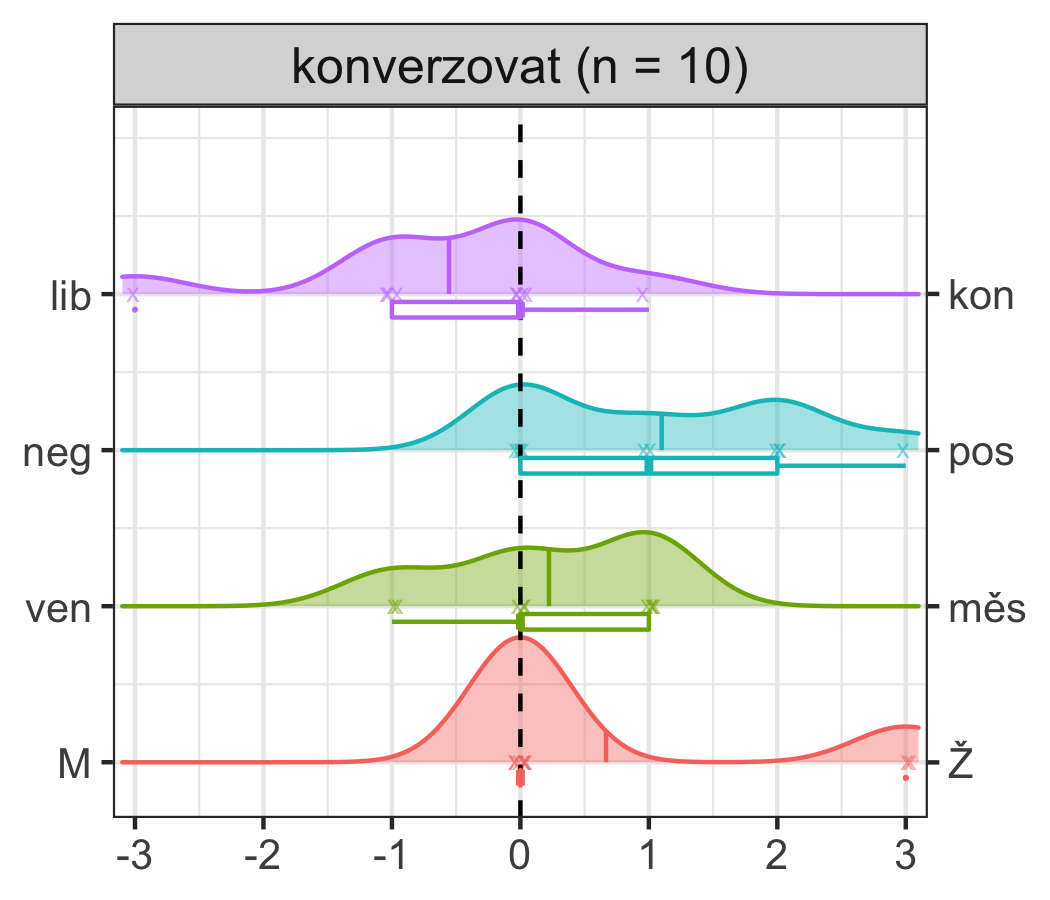 konverzovat (n = 10)
lib kon
neg pos
ven měs
M Ž
-3 -2 -1 0 1 2 3